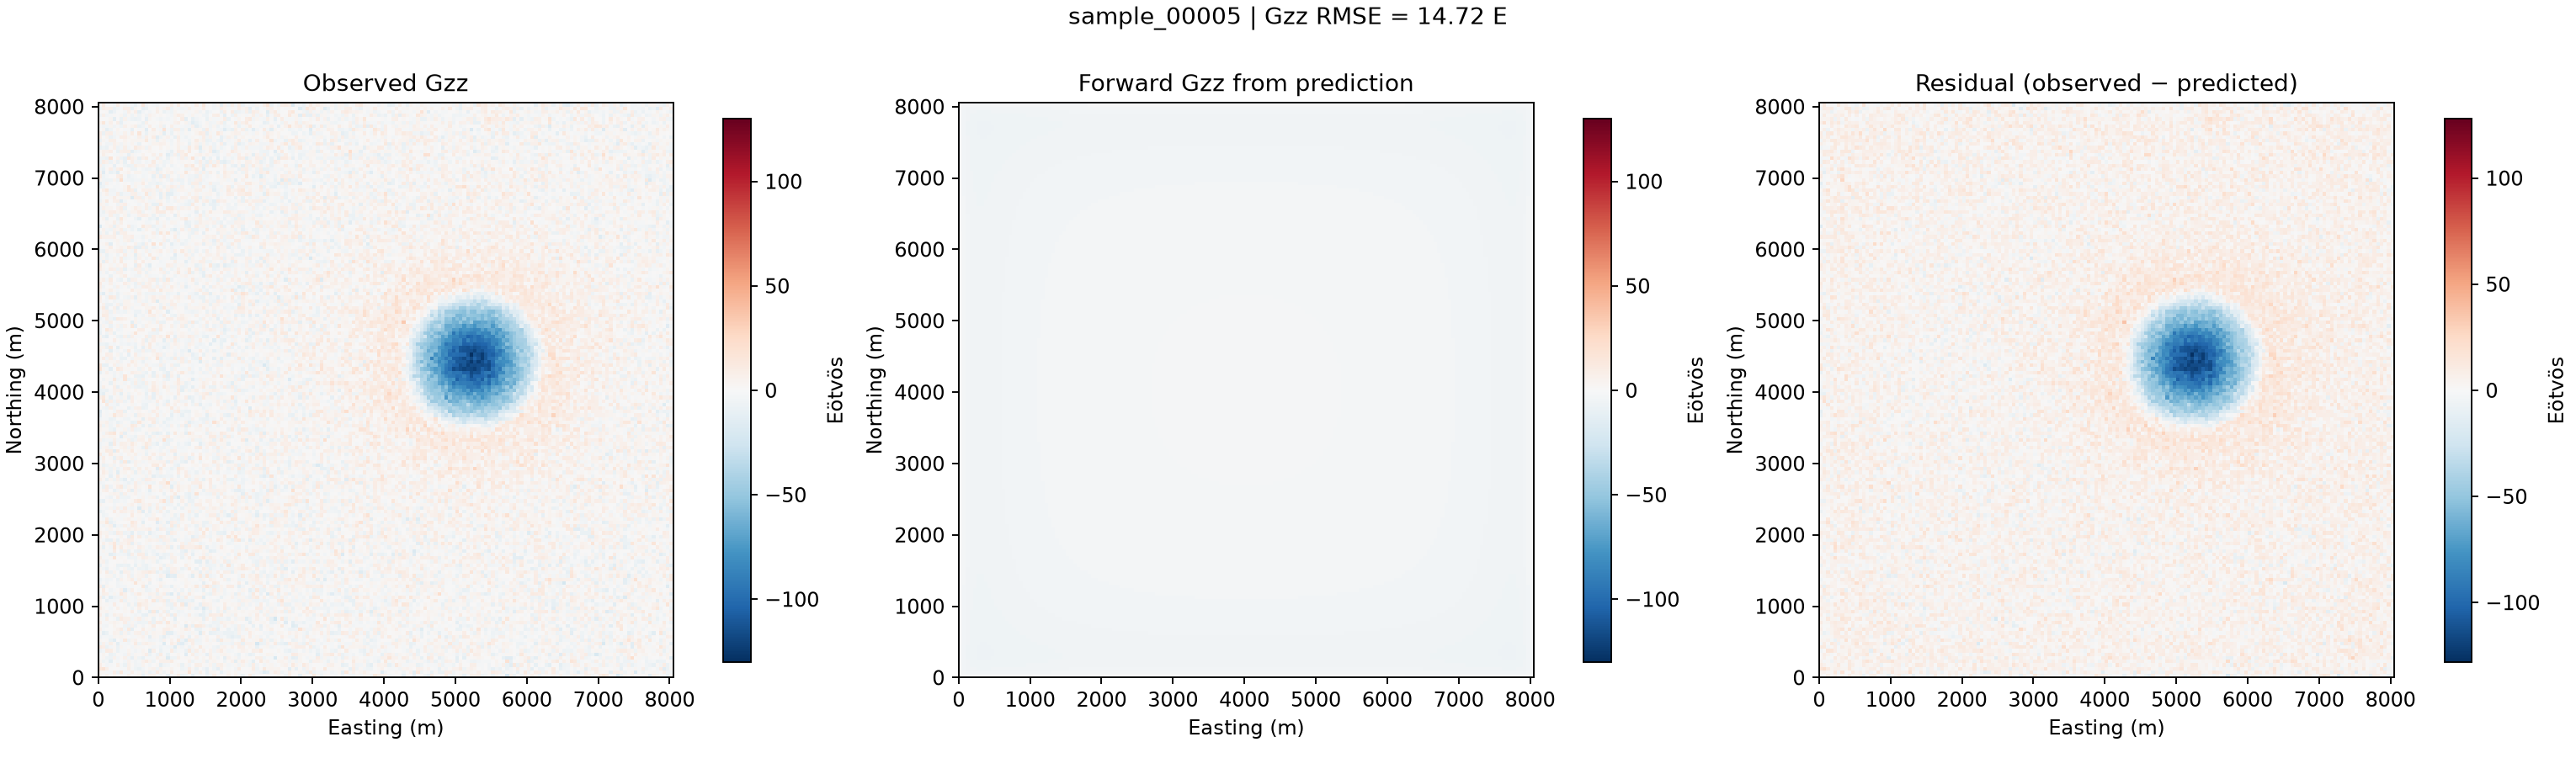 sample_00005 | Gzz RMSE = 14.72 E
Observed Gzz
Northing (m)
8000
7000
6000
5000
4000
3000
2000
1000
0
0 1000 2000 3000 4000 5000 6000 7000 8000
Easting (m)
100
50
0
−50
−100
Eötvös
Forward Gzz from prediction
Northing (m)
8000
7000
6000
5000
4000
3000
2000
1000
0
0 1000 2000 3000 4000 5000 6000 7000 8000
Easting (m)
100
50
0
−50
−100
Eötvös
Residual (observed − predicted)
Northing (m)
8000
7000
6000
5000
4000
3000
2000
1000
0
0 1000 2000 3000 4000 5000 6000 7000 8000
Easting (m)
100
50
0
−50
−100
Eötvös